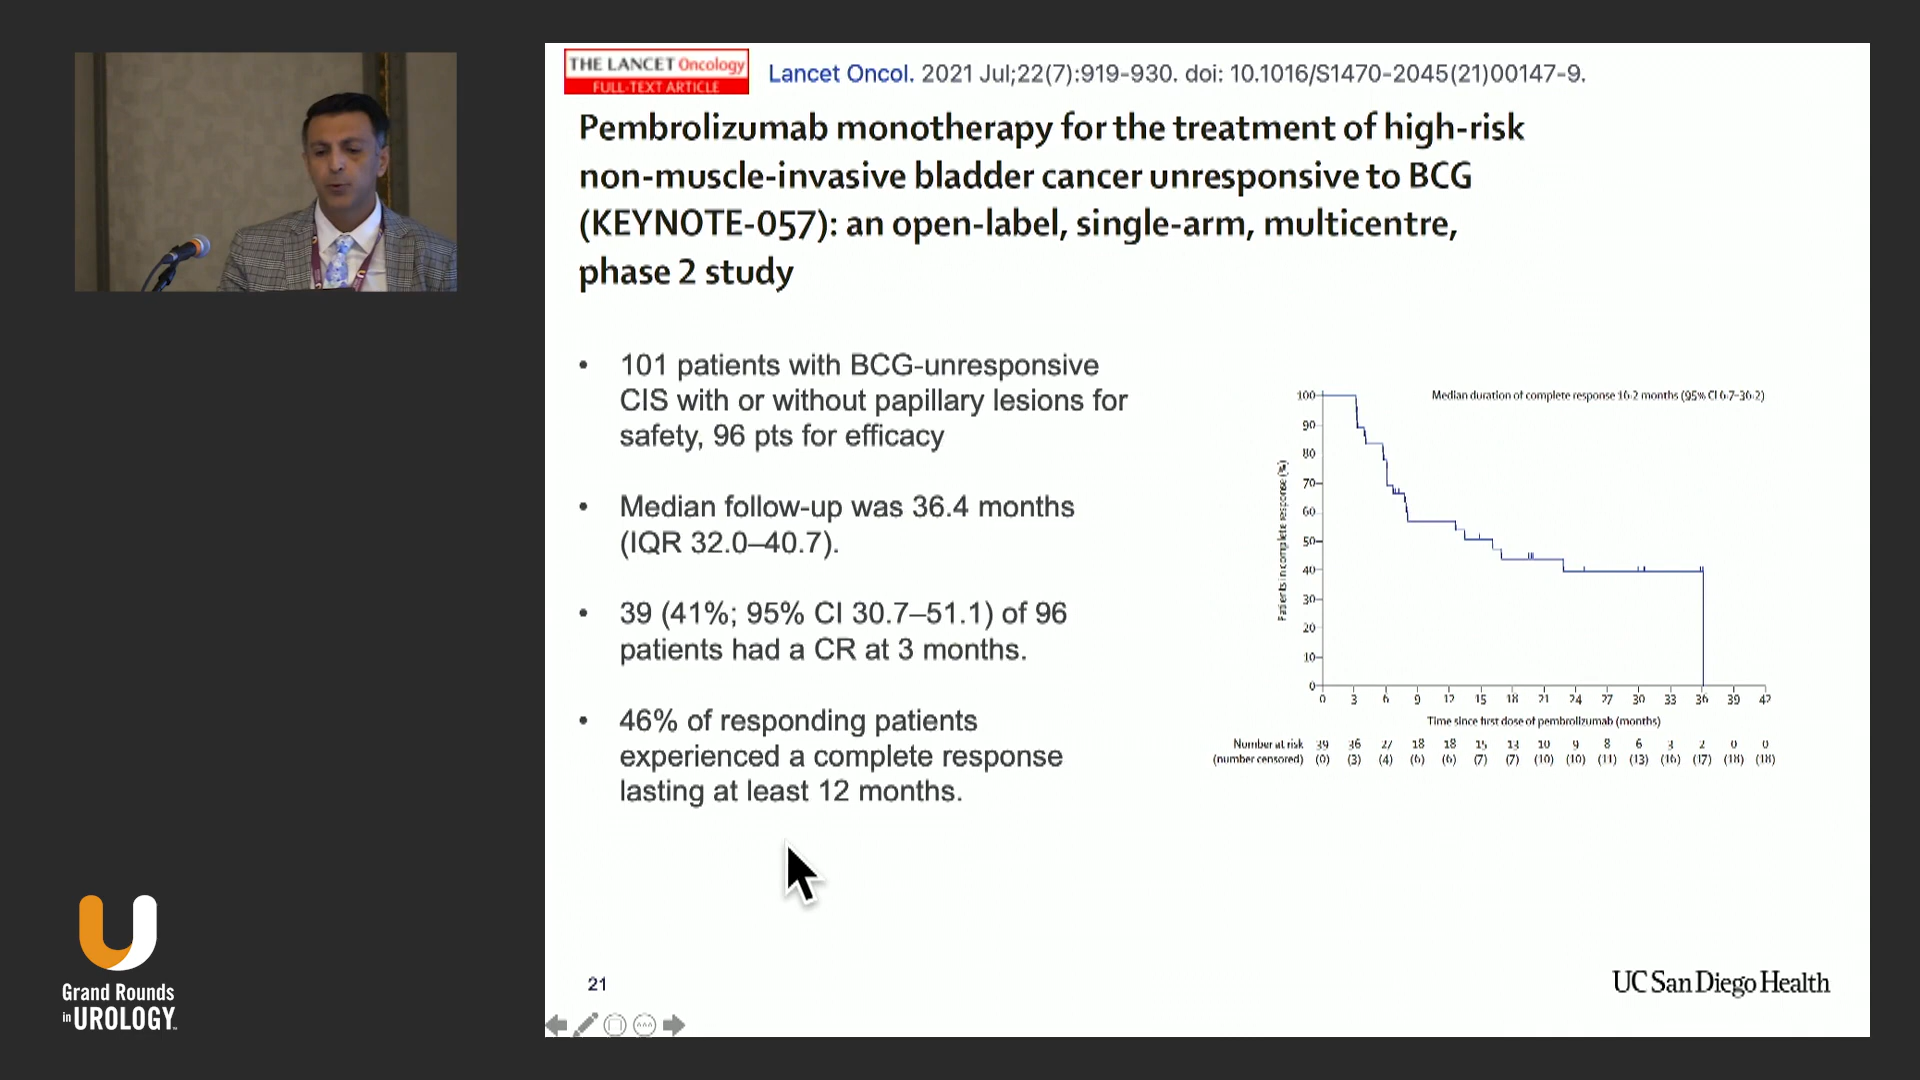 THE LANCET Oncology
FULL-TEXT ARTICLE
Lancet Oncol. 2021 Jul;22(7):919-930. doi: 10.1016/S1470-2045(21)00147-9.
Pembrolizumab monotherapy for the treatment of high-risk
non-muscle-invasive bladder cancer unresponsive to BCG
(KEYNOTE-057): an open-label, single-arm, multicentre,
phase 2 study
• 101 patients with BCG-unresponsive
CIS with or without papillary lesions for
safety, 96 pts for efficacy
• Median follow-up was 36.4 months
(IQR 32.0–40.7).
• 39 (41%; 95% CI 30.7–51.1) of 96
patients had a CR at 3 months.
• 46% of responding patients
experienced a complete response
lasting at least 12 months.
Median duration of complete response 16·2 months (95% CI 6·7–36·2)
Patients in complete response (%)
100
90
80
70
60
50
40
30
20
10
0
0 3 6 9 12 15 18 21 24 27 30 33 36 39 42
Time since first dose of pembrolizumab (months)
Number at risk 39 36 27 18 18 15 13 10 9 8 6 3 2 0 0
(number censored) (0) (3) (4) (6) (6) (7) (7) (10) (10) (11) (13) (16) (17) (18) (18)
21
UC San Diego Health
Grand Rounds
in UROLOGY